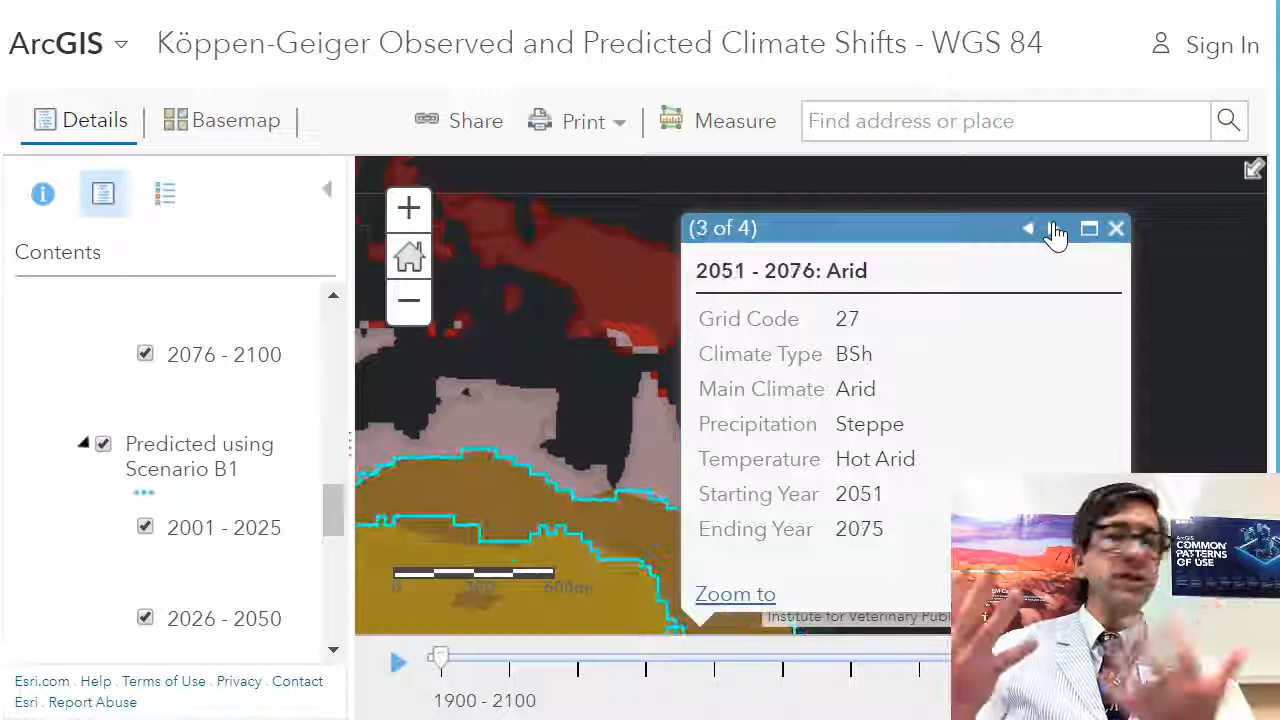 ArcGIS Köppen-Geiger Observed and Predicted Climate Shifts - WGS 84 Sign In
Details Basemap Share Print Measure Find address or place
Contents
2076 - 2100
Predicted using
Scenario B1
2001 - 2025
2026 - 2050
Esri.com . Help . Terms of Use . Privacy . Contact
Esri . Report Abuse
(3 of 4)
2051 - 2076: Arid
Grid Code 27
Climate Type BSh
Main Climate Arid
Precipitation Steppe
Temperature Hot Arid
Starting Year 2051
Ending Year 2075
Zoom to
0 300 600mi
Institute for Veterinary Publ
1900 - 2100
ArcGIS
COMMON
PATTERNS
OF USE